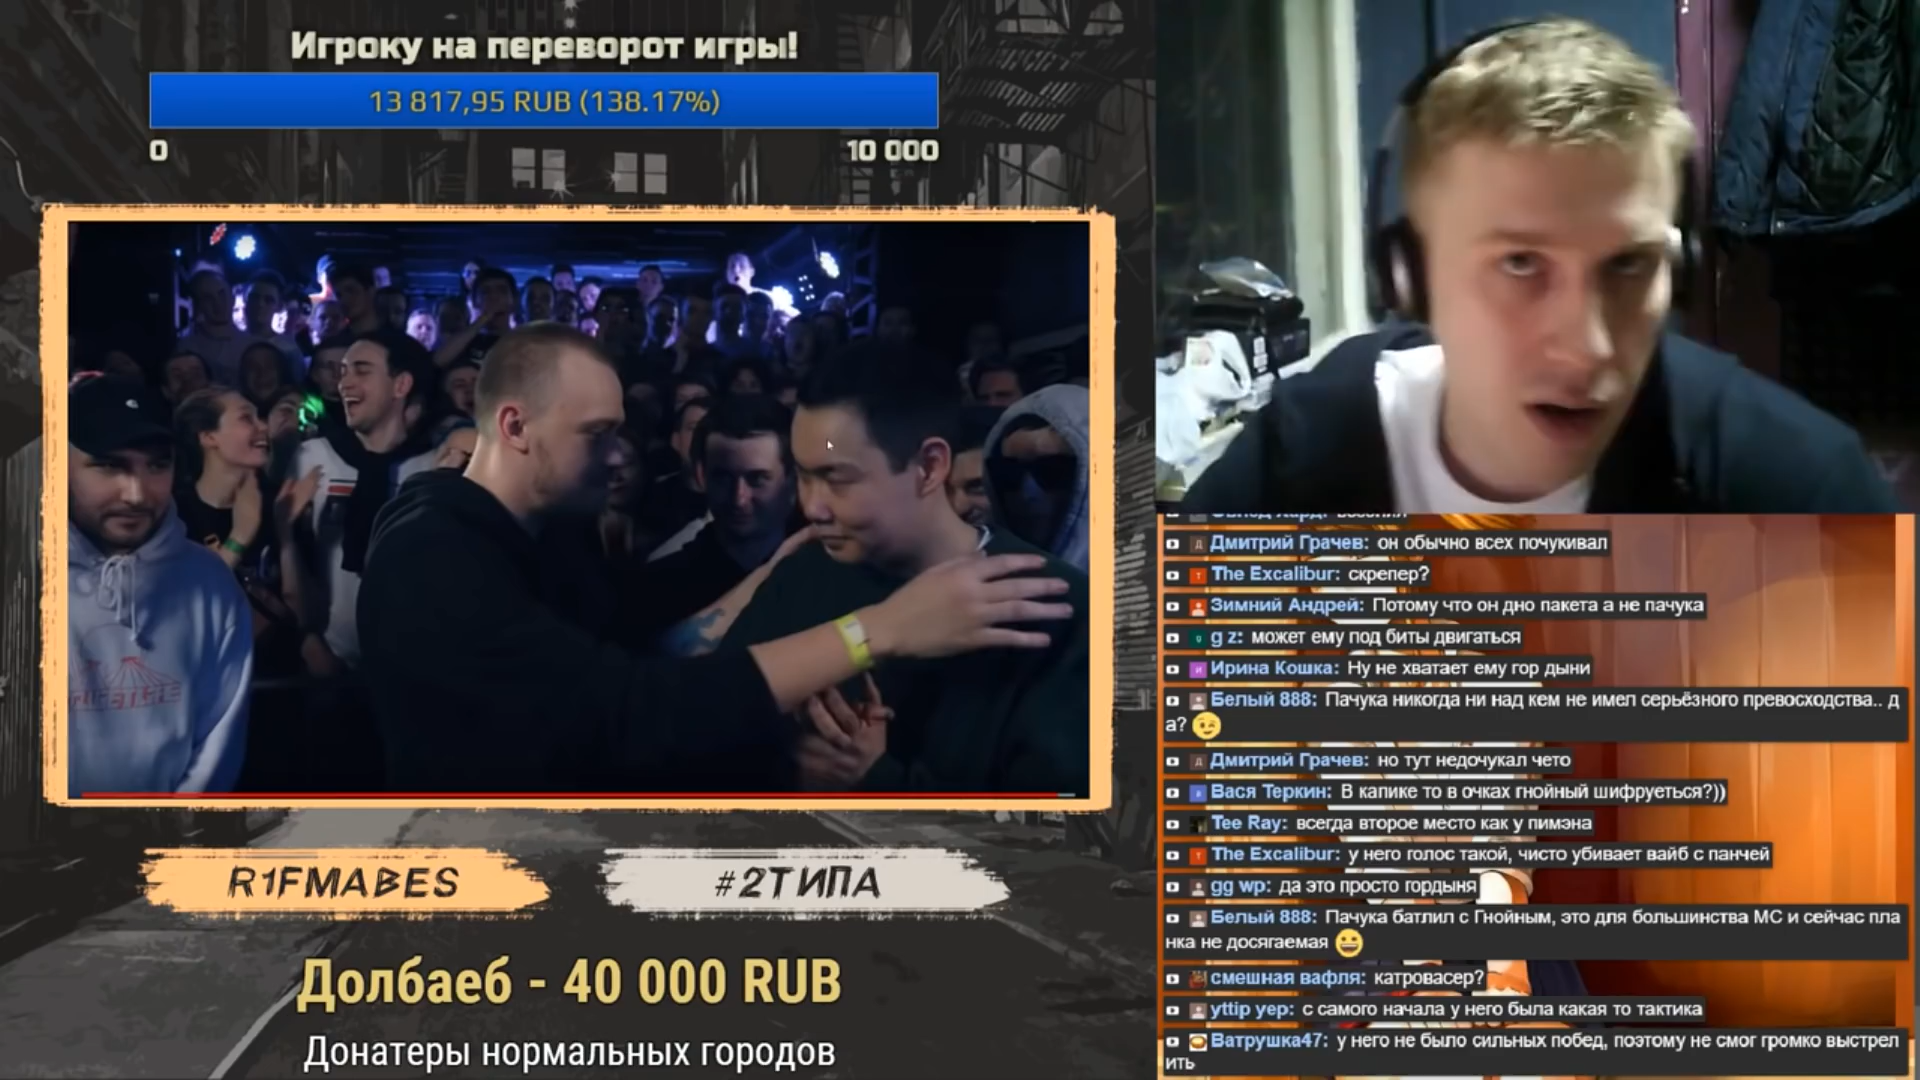 Игроку на переворот игры!
13 817,95 RUB (138.17%)
0
10 000
R1FMABES
#2ТИПА
Долбаеб - 40 000 RUB
Донатеры нормальных городов
Дмитрий Грачев: он обычно всех почукивал
The Excalibur: скрепер?
Зимний Андрей: Потому что он дно пакета а не пачука
g z: может ему под биты двигаться
Ирина Кошка: Ну не хватает ему гор дыни
Белый 888: Пачука никогда ни над кем не имел серьёзного превосходства.. д
а? 😉
Дмитрий Грачев: но тут недочукал чето
Вася Теркин: В капике то в очках гнойный шифруеться?))
Tee Ray: всегда второе место как у пимэна
The Excalibur: у него голос такой, чисто убивает вайб с панчей
gg wp: да это просто гордыня
Белый 888: Пачука батлил с Гнойным, это для большинства МС и сейчас пла
нка не досягаемая 😀
смешная вафля: катровасер?
yttip yep: с самого начала у него была какая то тактика
Ватрушка47: у него не было сильных побед, поэтому не смог громко выстрел
ить